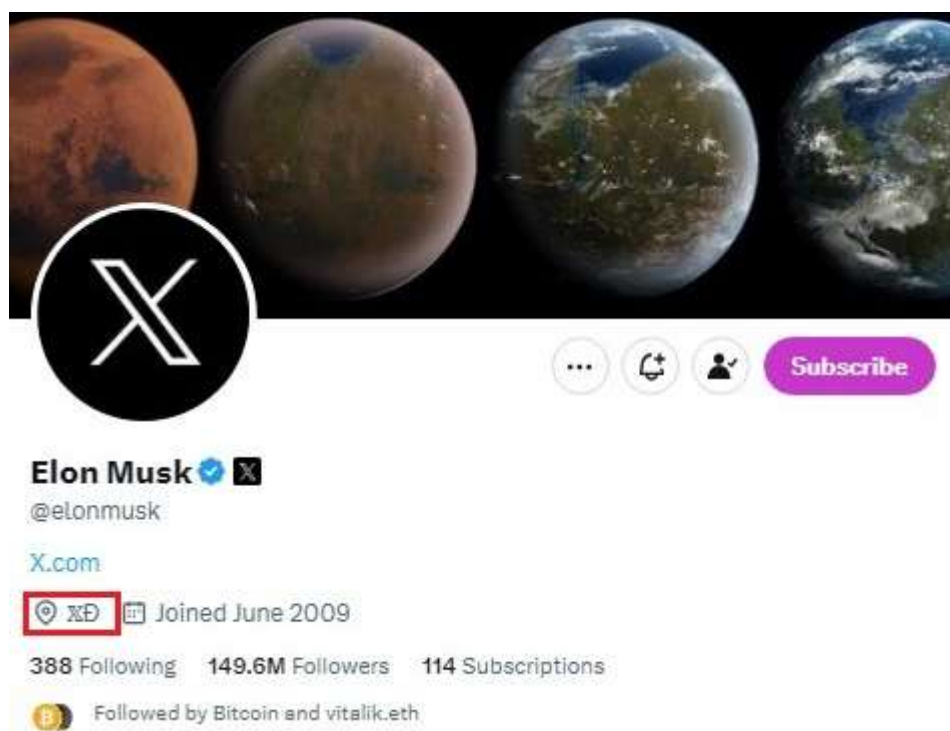 Subscribe
Elon Musk
@elonmusk
X.com
𝕏Ð Joined June 2009
388 Following 149.6M Followers 114 Subscriptions
Followed by Bitcoin and vitalik.eth